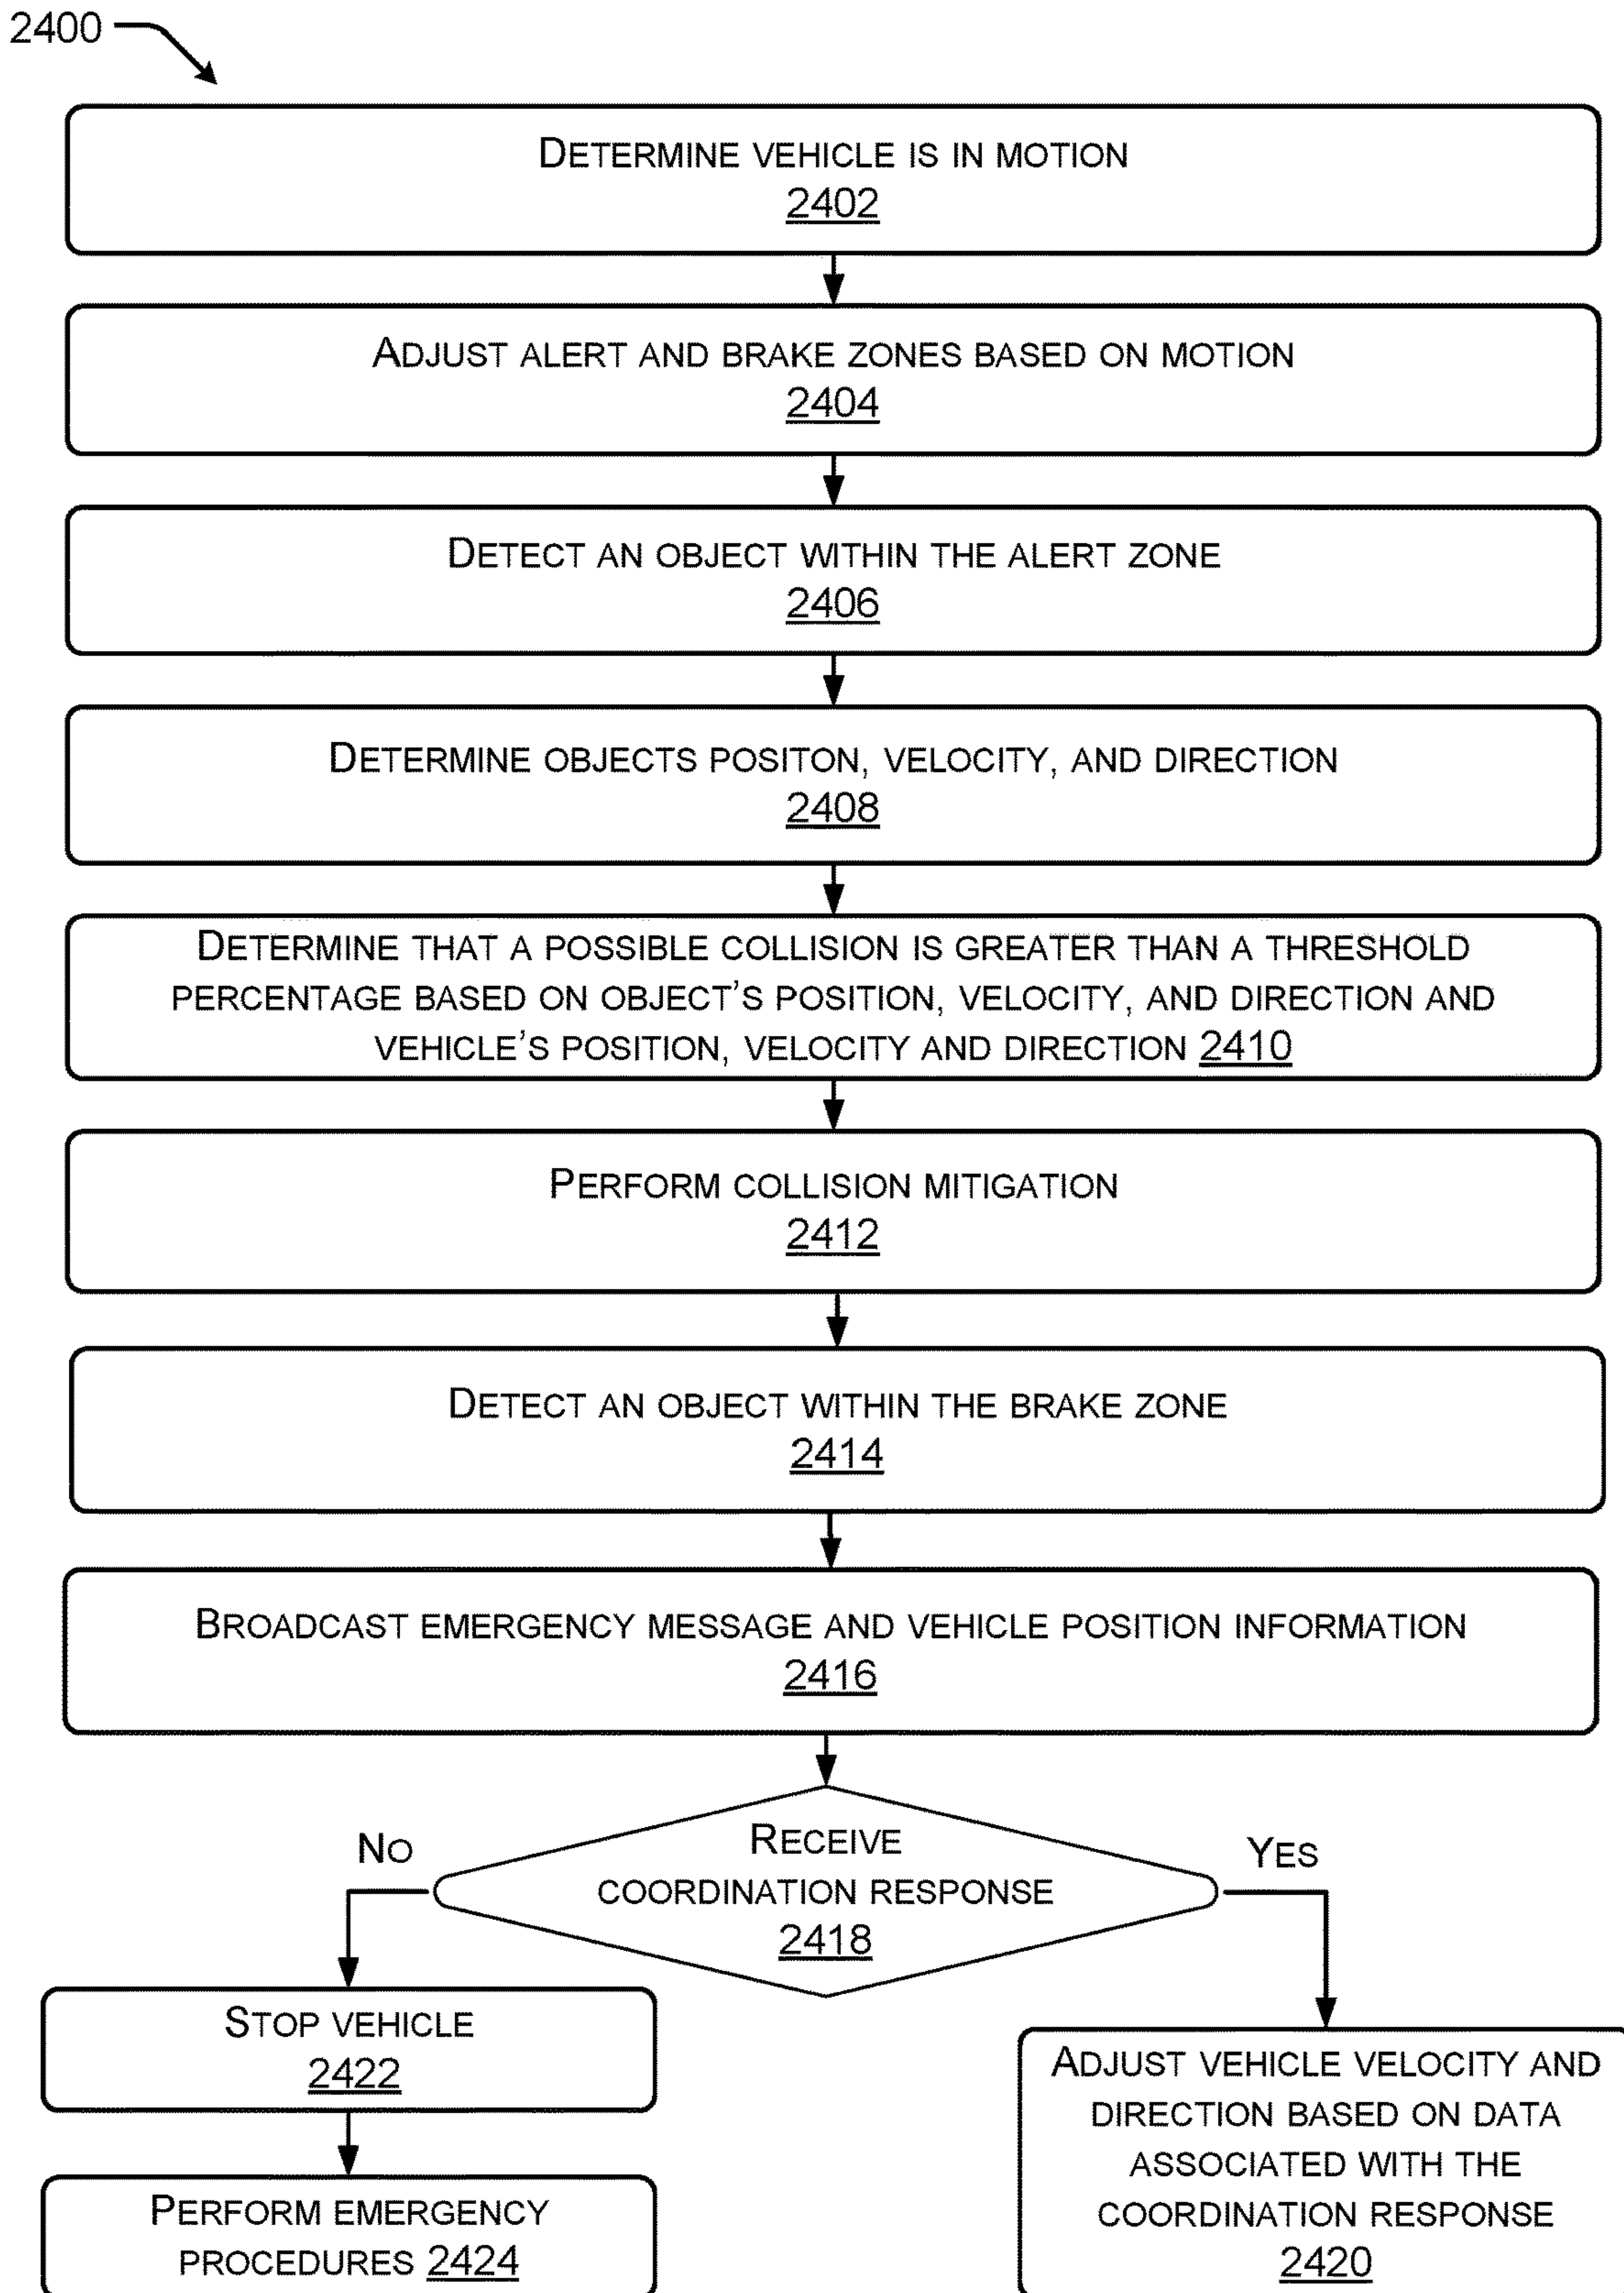 2400
DETERMINE VEHICLE IS IN MOTION
2402
ADJUST ALERT AND BRAKE ZONES BASED ON MOTION
2404
DETECT AN OBJECT WITHIN THE ALERT ZONE
2406
DETERMINE OBJECTS POSITON, VELOCITY, AND DIRECTION
2408
DETERMINE THAT A POSSIBLE COLLISION IS GREATER THAN A THRESHOLD
PERCENTAGE BASED ON OBJECT'S POSITION, VELOCITY, AND DIRECTION AND
VEHICLE'S POSITION, VELOCITY AND DIRECTION 2410
PERFORM COLLISION MITIGATION
2412
DETECT AN OBJECT WITHIN THE BRAKE ZONE
2414
BROADCAST EMERGENCY MESSAGE AND VEHICLE POSITION INFORMATION
2416
RECEIVE
COORDINATION RESPONSE
2418
NO
YES
STOP VEHICLE
2422
PERFORM EMERGENCY
PROCEDURES 2424
ADJUST VEHICLE VELOCITY AND
DIRECTION BASED ON DATA
ASSOCIATED WITH THE
COORDINATION RESPONSE
2420